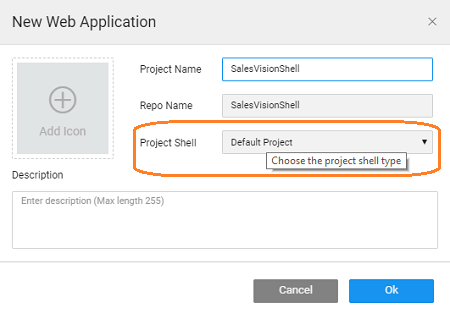 New Web Application
×
Project Name
SalesVisionShell
Add Icon
Repo Name
SalesVisionShell
Project Shell
Default Project
Choose the project shell type
Description
Enter description (Max length 255)
Cancel
Ok